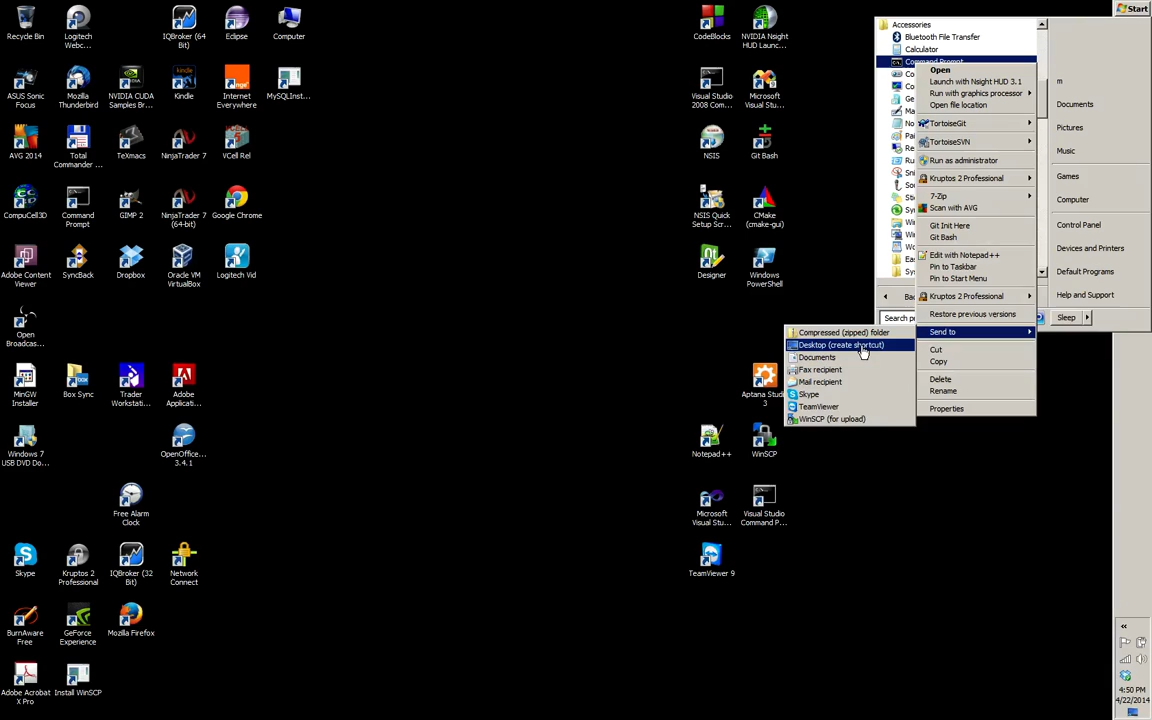 Recycle Bin
Logitech
Webc...
IQBroker (64
Bit)
Eclipse
Computer
ASUS Sonic
Focus
Mozilla
Thunderbird
NVIDIA CUDA
Samples Br...
Kindle
Internet
Everywhere
MySQLInst...
AVG 2014
Total
Commander ...
TeXmacs
NinjaTrader 7
VCell Rel
CompuCell3D
Command
Prompt
GIMP 2
NinjaTrader 7
(64-bit)
Google Chrome
Adobe Content
Viewer
SyncBack
Dropbox
Oracle VM
VirtualBox
Logitech Vid
Open
Broadcas...
MinGW
Installer
Box Sync
Trader
Workstati...
Adobe
Applicati...
Windows 7
USB DVD Do...
OpenOffice...
3.4.1
Free Alarm
Clock
Skype
Kruptos 2
Professional
IQBroker (32
Bit)
Network
Connect
BurnAware
Free
GeForce
Experience
Mozilla Firefox
Adobe Acrobat
X Pro
Install WinSCP
CodeBlocks
NVIDIA Nsight
HUD Launc...
Visual Studio
2008 Com...
Microsoft
Visual Stu...
NSIS
Git Bash
NSIS Quick
Setup Scr...
CMake
(cmake-gui)
Designer
Windows
PowerShell
Aptana Studi
3
Notepad++
WinSCP
Microsoft
Visual Stu...
Visual Studio
Command P...
TeamViewer 9
Compressed (zipped) folder
Desktop (create shortcut)
Documents
Fax recipient
Mail recipient
Skype
TeamViewer
WinSCP (for upload)
Accessories
Bluetooth File Transfer
Calculator
Command Prompt
Search p
Open
Launch with Nsight HUD 3.1
Run with graphics processor
Open file location
TortoiseGit
TortoiseSVN
Run as administrator
Kruptos 2 Professional
7-Zip
Scan with AVG
Git Init Here
Git Bash
Edit with Notepad++
Pin to Taskbar
Pin to Start Menu
Kruptos 2 Professional
Restore previous versions
Send to
Cut
Copy
Delete
Rename
Properties
Start
m
Documents
Pictures
Music
Games
Computer
Control Panel
Devices and Printers
Default Programs
Help and Support
Sleep
4:50 PM
4/22/2014